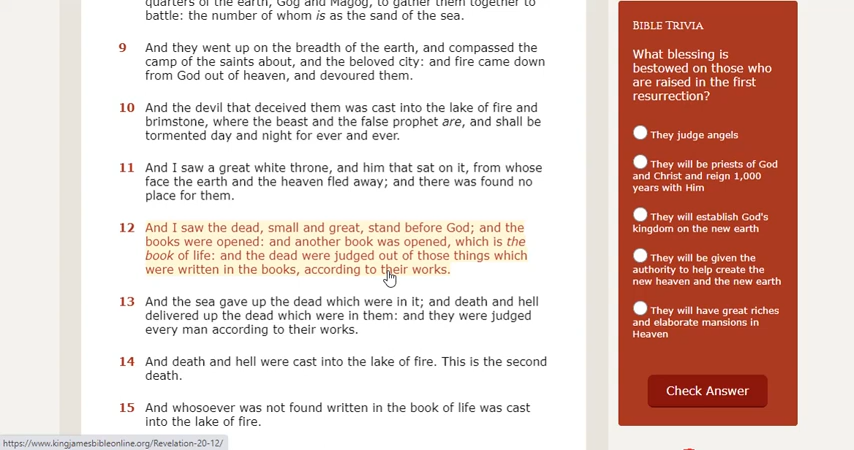 quarters of the earth, Gog and Magog, to gather them together to
battle: the number of whom is as the sand of the sea.
9 And they went up on the breadth of the earth, and compassed the
camp of the saints about, and the beloved city: and fire came down
from God out of heaven, and devoured them.
10 And the devil that deceived them was cast into the lake of fire and
brimstone, where the beast and the false prophet are, and shall be
tormented day and night for ever and ever.
11 And I saw a great white throne, and him that sat on it, from whose
face the earth and the heaven fled away; and there was found no
place for them.
12 And I saw the dead, small and great, stand before God; and the
books were opened: and another book was opened, which is the
book of life: and the dead were judged out of those things which
were written in the books, according to their works.
13 And the sea gave up the dead which were in it; and death and hell
delivered up the dead which were in them: and they were judged
every man according to their works.
14 And death and hell were cast into the lake of fire. This is the second
death.
15 And whosoever was not found written in the book of life was cast
into the lake of fire.
https://www.kingjamesbibleonline.org/Revelation-20-12/
BIBLE TRIVIA
What blessing is
bestowed on those who
are raised in the first
resurrection?
They judge angels
They will be priests of God
and Christ and reign 1,000
years with Him
They will establish God's
kingdom on the new earth
They will be given the
authority to help create the
new heaven and the new earth
They will have great riches
and elaborate mansions in
Heaven
Check Answer